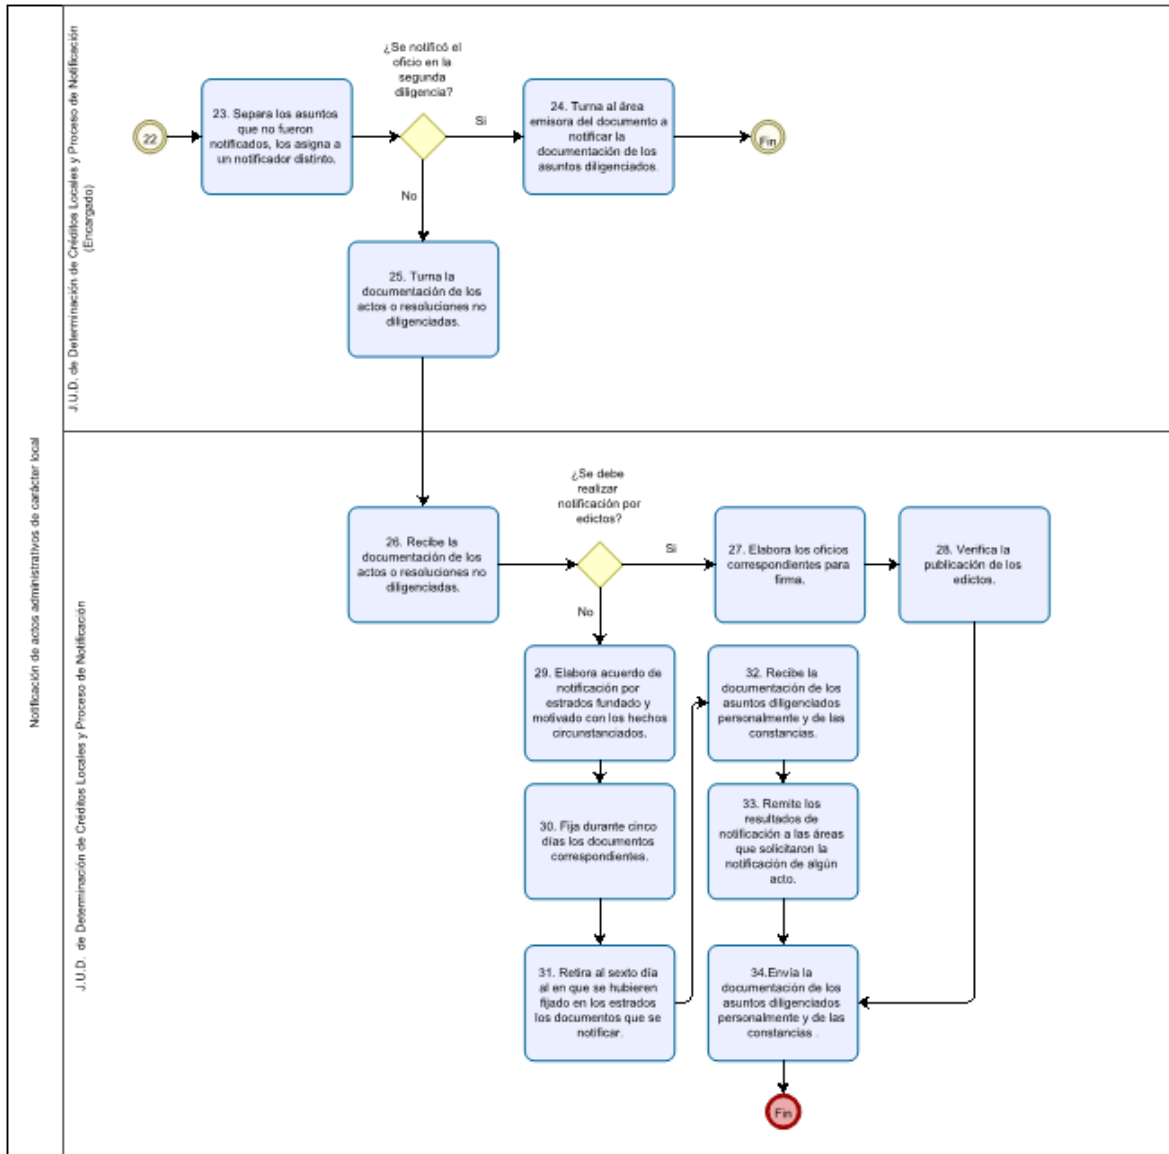 Notificación de actos administrativos de carácter local
J.U.D. de Determinación de Créditos Locales y Proceso de Notificación
(Encargado)
22
23. Separa los asuntos
que no fueron
notificados, los asigna a
un notificador distinto.
¿Se notificó el
oficio en la
segunda
diligencia?
Si
24. Turna al área
emisora del documento a
notificar la
documentación de los
asuntos diligenciados.
Fin
No
25. Turna la
documentación de los
actos o resoluciones no
diligenciadas.
J.U.D. de Determinación de Créditos Locales y Proceso de Notificación
26. Recibe la
documentación de los
actos o resoluciones no
diligenciadas.
¿Se debe
realizar
notificación por
edictos?
Si
27. Elabora los oficios
correspondientes para
firma.
28. Verifica la
publicación de los
edictos.
No
29. Elabora acuerdo de
notificación por
estrados fundado y
motivado con los hechos
circunstanciados.
30. Fija durante cinco
días los documentos
correspondientes.
31. Retira al sexto día
al en que se hubieren
fijado en los estrados
los documentos que se
notificar.
32. Recibe la
documentación de los
asuntos diligenciados
personalmente y de las
constancias.
33. Remite los
resultados de
notificación a las áreas
que solicitaron la
notificación de algún
acto.
34.Envía la
documentación de los
asuntos diligenciados
personalmente y de las
constancias .
Fin